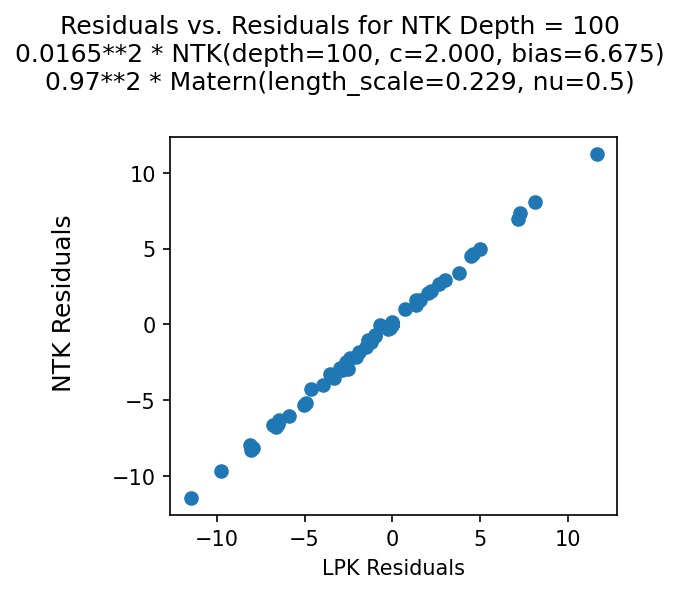 Residuals vs. Residuals for NTK Depth = 100
0.0165**2 * NTK(depth=100, c=2.000, bias=6.675)
0.97**2 * Matern(length_scale=0.229, nu=0.5)
NTK Residuals
10
5
0
−5
−10
−10 −5 0 5 10
LPK Residuals